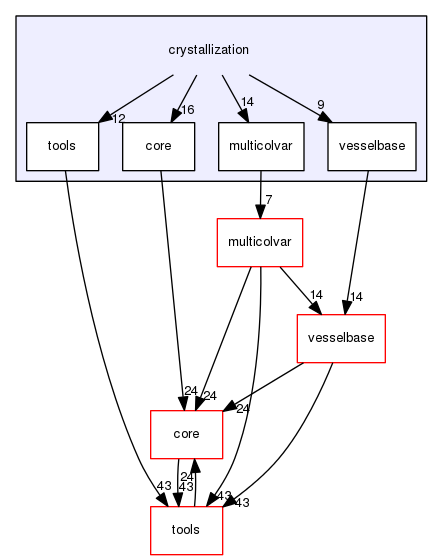 crystallization
12
16
14
9
tools
core
multicolvar
vesselbase
7
multicolvar
14
14
vesselbase
24
24
24
core
43
24
43
43
43
tools